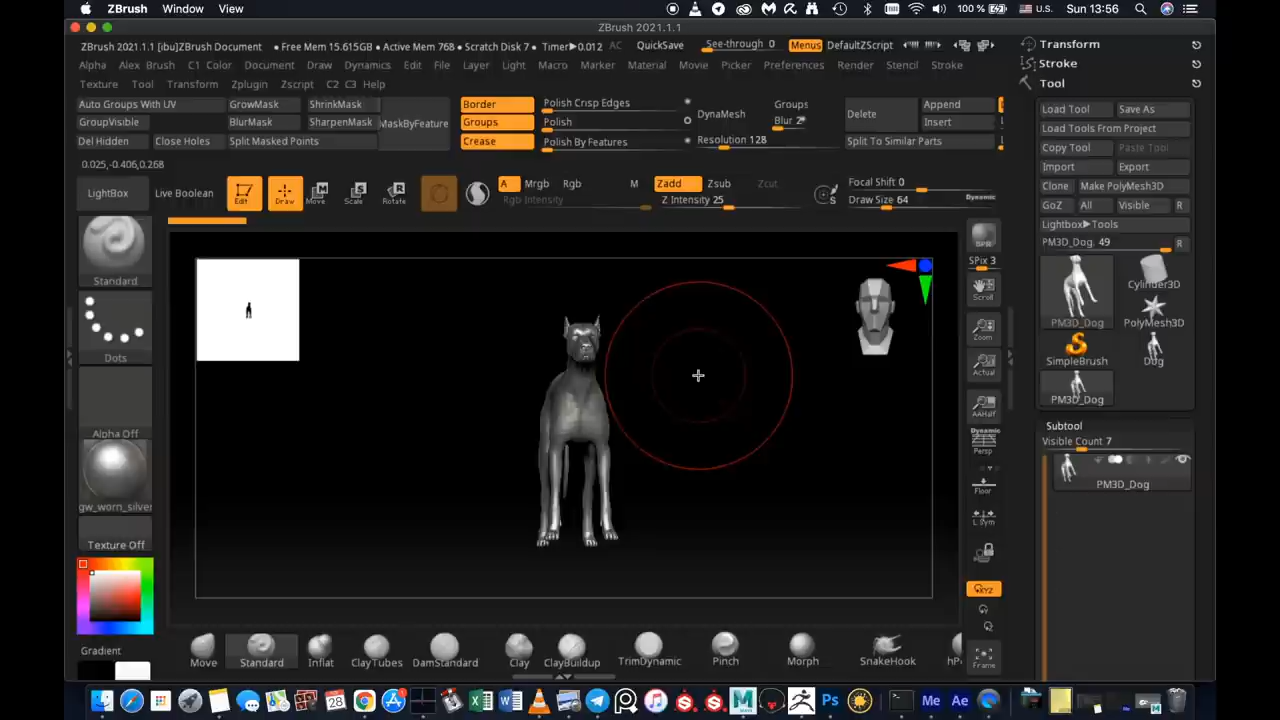 ZBrush Window View
100 % U.S. Sun 13:56
ZBrush 2021.1.1
ZBrush 2021.1.1 [ibu]ZBrush Document • Free Mem 15.615GB • Active Mem 768 • Scratch Disk 7 • Timer▸0.012 AC QuickSave See-through 0 Menus DefaultZScript
Alpha Alex Brush C1 Color Document Draw Dynamics Edit File Layer Light Macro Marker Material Movie Picker Preferences Render Stencil Stroke
Texture Tool Transform Zplugin Zscript C2 C3 Help
Auto Groups With UV GrowMask ShrinkMask MaskByFeature Border Polish Crisp Edges DynaMesh Groups Delete Append
GroupVisible BlurMask SharpenMask Groups Polish Blur 2 Insert
Del Hidden Close Holes Split Masked Points Crease Polish By Features Resolution 128 Split To Similar Parts
0.025,-0.406,0.268
LightBox Live Boolean Edit Draw Move Scale Rotate A Mrgb Rgb M Zadd Zsub Zcut Focal Shift 0
Rgb Intensity Z Intensity 25 S Draw Size 64 Dynamic
Standard
Dots
Alpha Off
gw_worn_silver
Texture Off
Gradient
BPR
SPix 3
Scroll
Zoom
Actual
AAHalf
Dynamic
Persp
Floor
L.Sym
XYZ
Frame
Transform
Stroke
Tool
Load Tool Save As
Load Tools From Project
Copy Tool Paste Tool
Import Export
Clone Make PolyMesh3D
GoZ All Visible R
Lightbox▸Tools
PM3D_Dog. 49 R
Cylinder3D
PM3D_Dog PolyMesh3D
SimpleBrush Dog
PM3D_Dog
Subtool
Visible Count 7
PM3D_Dog
Move Standard Inflat ClayTubes DamStandard Clay ClayBuildup TrimDynamic Pinch Morph SnakeHook hP